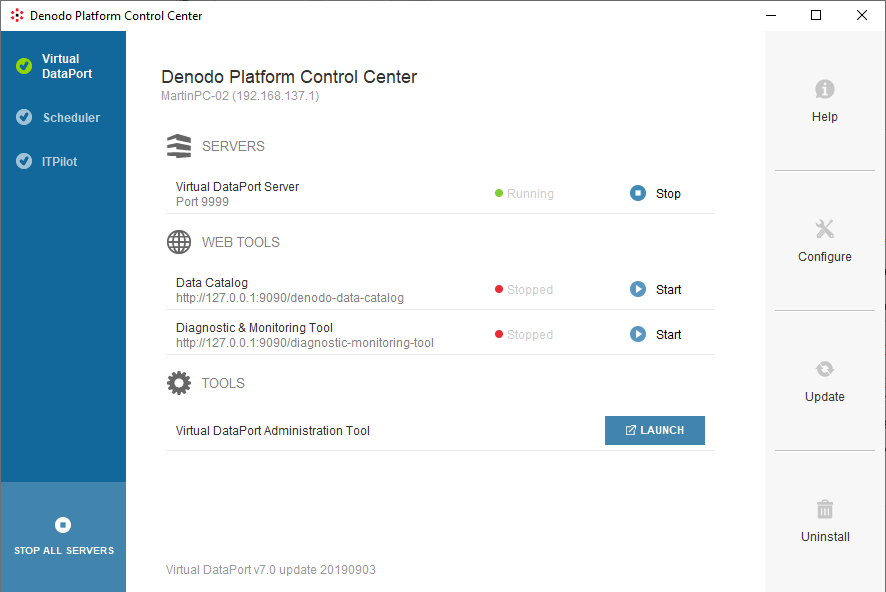 Denodo Platform Control Center
Virtual
DataPort
Scheduler
ITPilot
STOP ALL SERVERS
Denodo Platform Control Center
MartinPC-02 (192.168.137.1)
SERVERS
Virtual DataPort Server
Port 9999
Running
Stop
WEB TOOLS
Data Catalog
http://127.0.0.1:9090/denodo-data-catalog
Stopped
Start
Diagnostic & Monitoring Tool
http://127.0.0.1:9090/diagnostic-monitoring-tool
Stopped
Start
TOOLS
Virtual DataPort Administration Tool
LAUNCH
Virtual DataPort v7.0 update 20190903
Help
Configure
Update
Uninstall